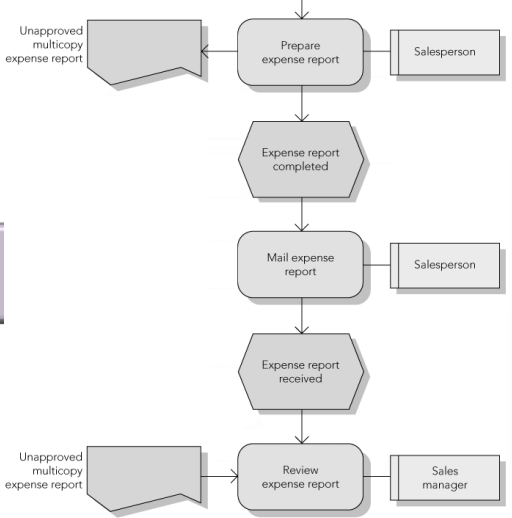 Unapproved
multicopy
expense report
Prepare
expense report
Salesperson
Expense report
completed
Mail expense
report
Salesperson
Expense report
received
Unapproved
multicopy
expense report
Review
expense report
Sales
manager